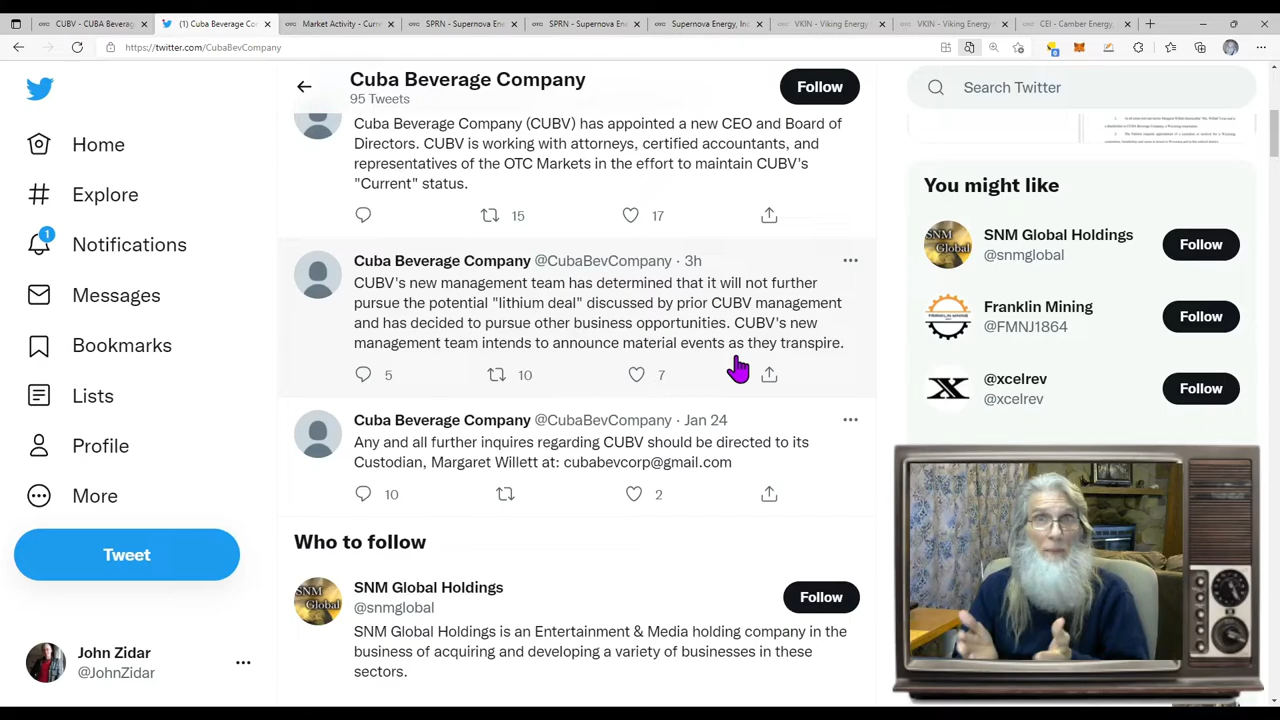 CUBV - CUBA Beverag
(1) Cuba Beverage Co
Market Activity - Curre
SPRN - Supernova Ene
SPRN - Supernova Ene
Supernova Energy, Inc
VKIN - Viking Energy
VKIN - Viking Energy
CEI - Camber Energy,
https://twitter.com/CubaBevCompany
Cuba Beverage Company
95 Tweets
Follow
Cuba Beverage Company (CUBV) has appointed a new CEO and Board of
Directors. CUBV is working with attorneys, certified accountants, and
representatives of the OTC Markets in the effort to maintain CUBV's
"Current" status.
15
17
Cuba Beverage Company @CubaBevCompany · 3h
CUBV's new management team has determined that it will not further
pursue the potential "lithium deal" discussed by prior CUBV management
and has decided to pursue other business opportunities. CUBV's new
management team intends to announce material events as they transpire.
5
10
7
Cuba Beverage Company @CubaBevCompany · Jan 24
Any and all further inquires regarding CUBV should be directed to its
Custodian, Margaret Willett at: cubabevcorp@gmail.com
10
2
Who to follow
SNM Global Holdings
@snmglobal
Follow
SNM Global Holdings is an Entertainment & Media holding company in the
business of acquiring and developing a variety of businesses in these
sectors.
Home
Explore
1
Notifications
Messages
Bookmarks
Lists
Profile
More
Tweet
John Zidar
@JohnZidar
Search Twitter
You might like
SNM Global Holdings
@snmglobal
Follow
Franklin Mining
@FMNJ1864
Follow
@xcelrev
@xcelrev
Follow